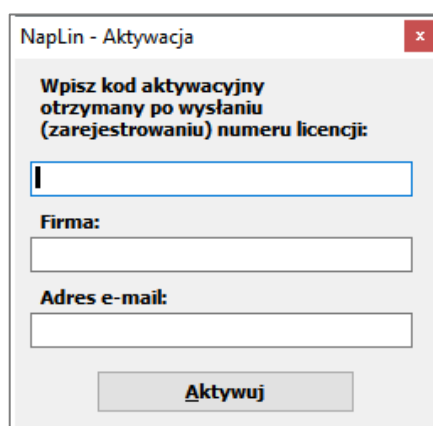 NapLin - Aktywacja
x
Wpisz kod aktywacyjny
otrzymany po wysłaniu
(zarejestrowaniu) numeru licencji:
Firma:
Adres e-mail:
Aktywuj